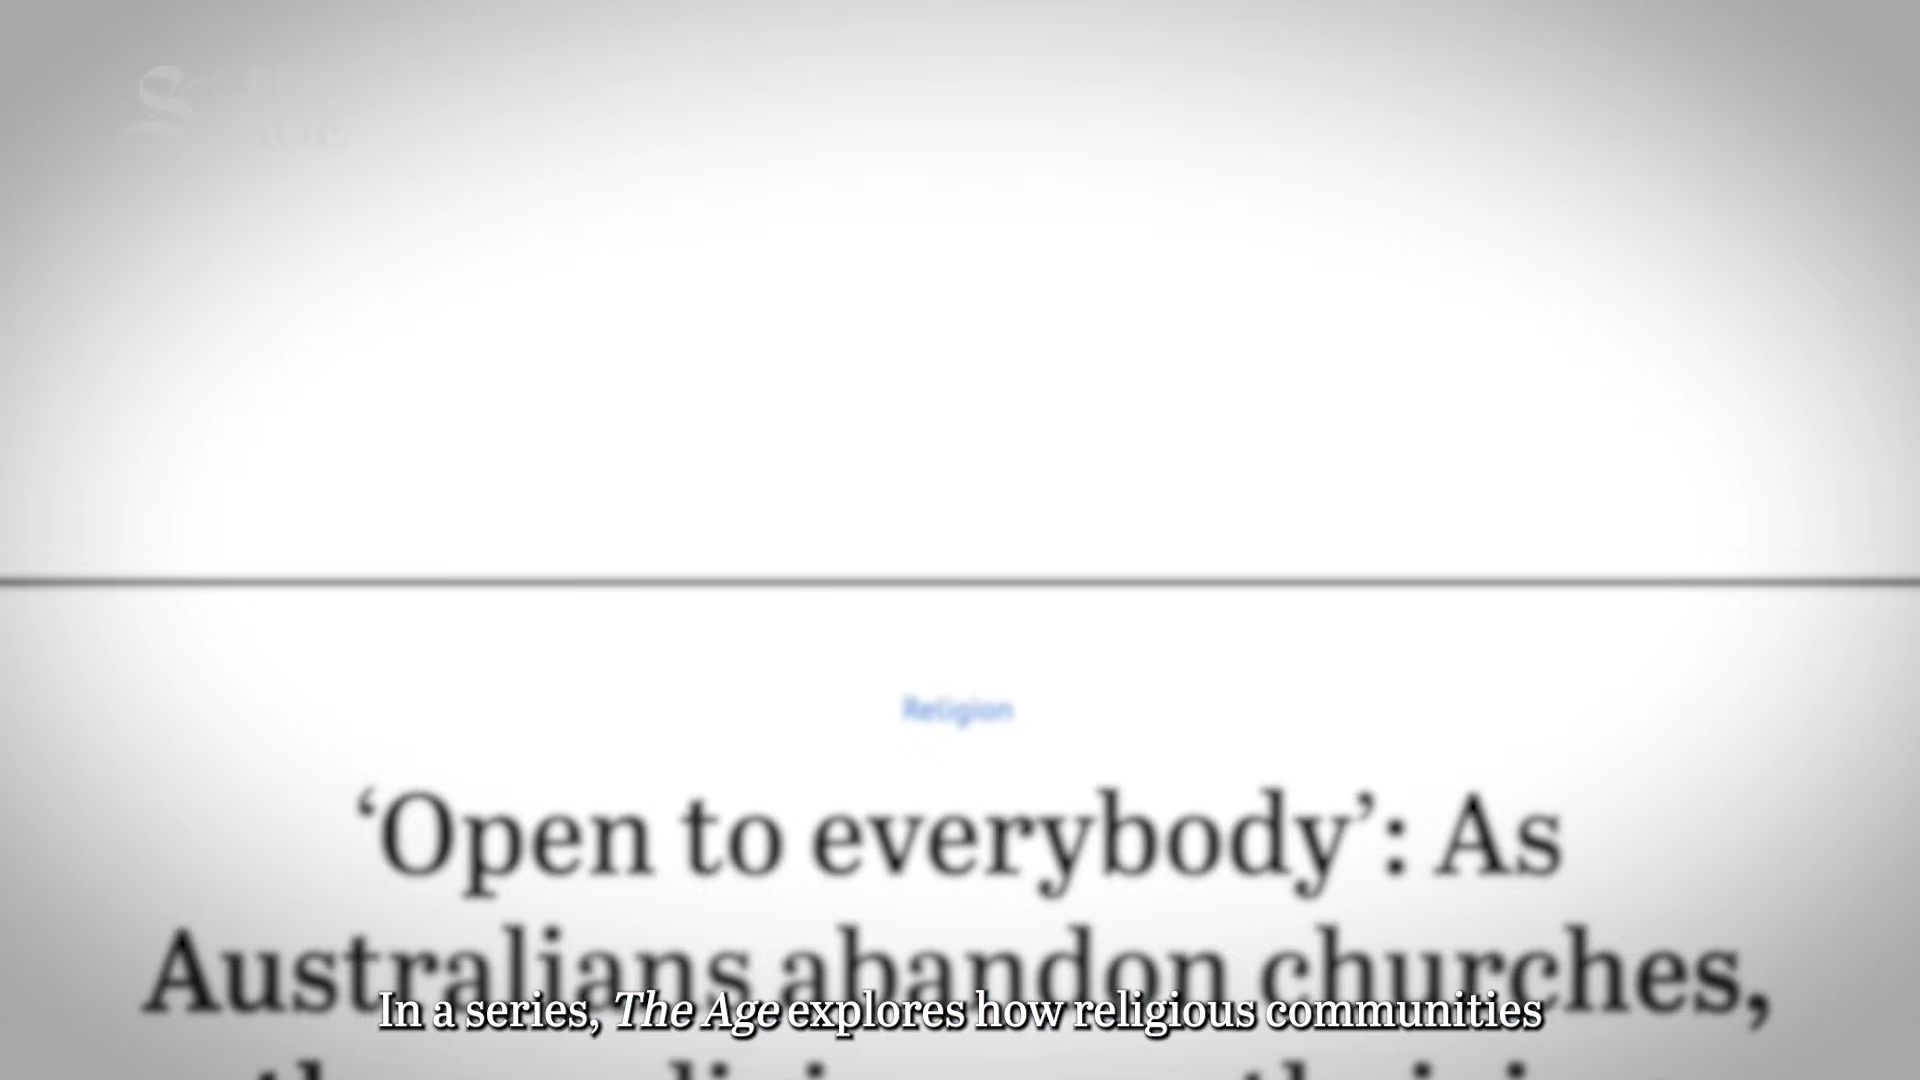 Religion
‘Open to everybody’: As
Australians abandon churches,
In a series, The Age explores how religious communities